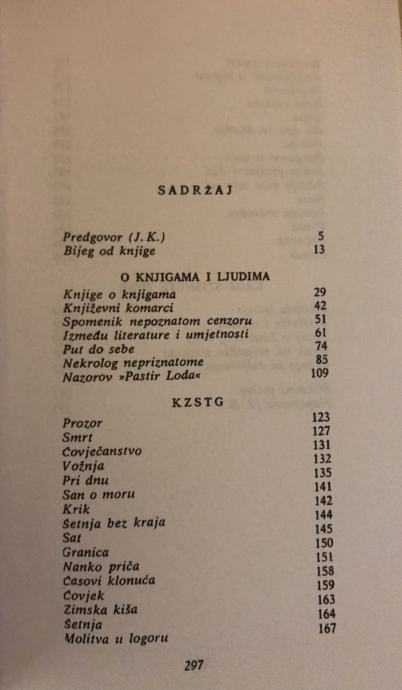 SADRŽAJ
Predgovor (J. K.) 5
Bijeg od knjige 13
O KNJIGAMA I LJUDIMA
Knjige o knjigama 29
Književni komarci 42
Spomenik nepoznatom cenzoru 51
Između literature i umjetnosti 61
Put do sebe 74
Nekrolog nepriznatome 85
Nazorov »Pastir Loda« 109
KZSTG
Prozor 123
Smrt 127
Čovječanstvo 131
Vožnja 132
Pri dnu 135
San o moru 141
Krik 142
Šetnja bez kraja 144
Sat 145
Granica 150
Nanko priča 151
Časovi klonuća 158
Čovjek 159
Zimska kiša 163
Šetnja 164
Molitva u logoru 167
297